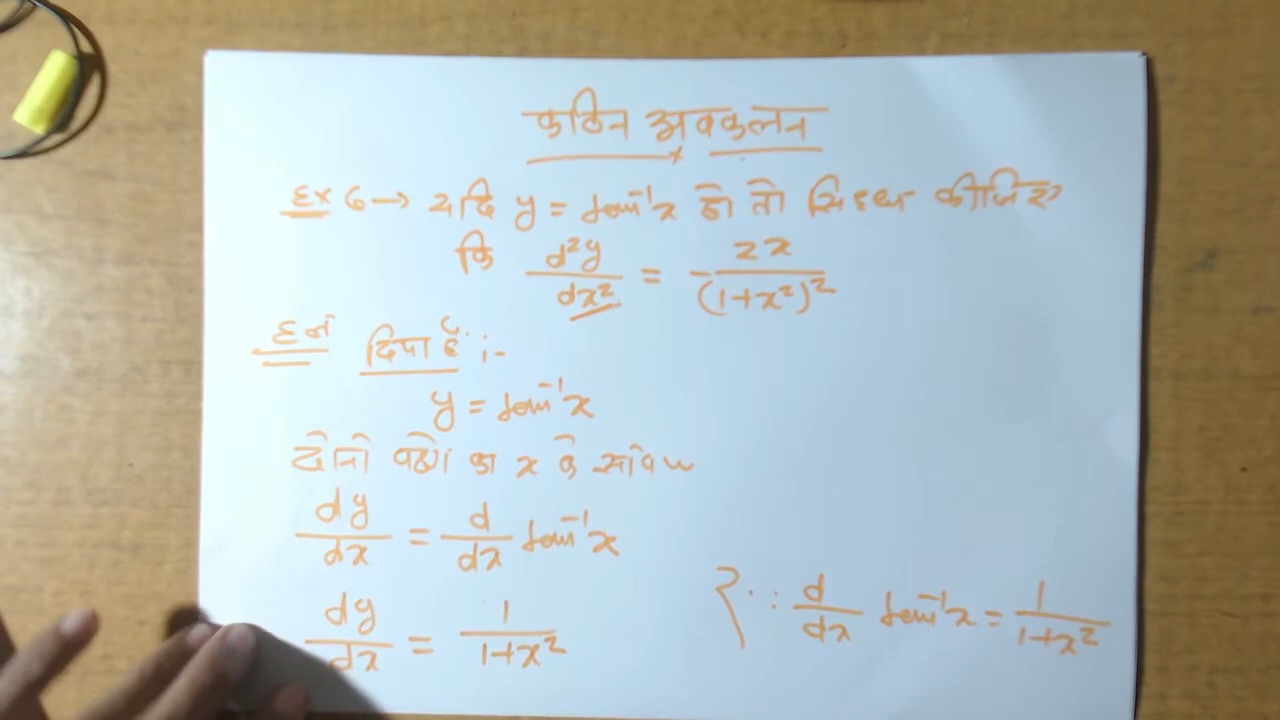 कठिन अवकलन
Ex 6 → यदि y = tan⁻¹x हो तो सिद्ध कीजिए
कि d²y/dx² = -2x/(1+x²)²
हल दिया है :-
y = tan⁻¹x
दोनो पक्षों का x के सापेक्ष
dy/dx = d/dx tan⁻¹x
dy/dx = 1/1+x² { ∵ d/dx tan⁻¹x = 1/1+x²